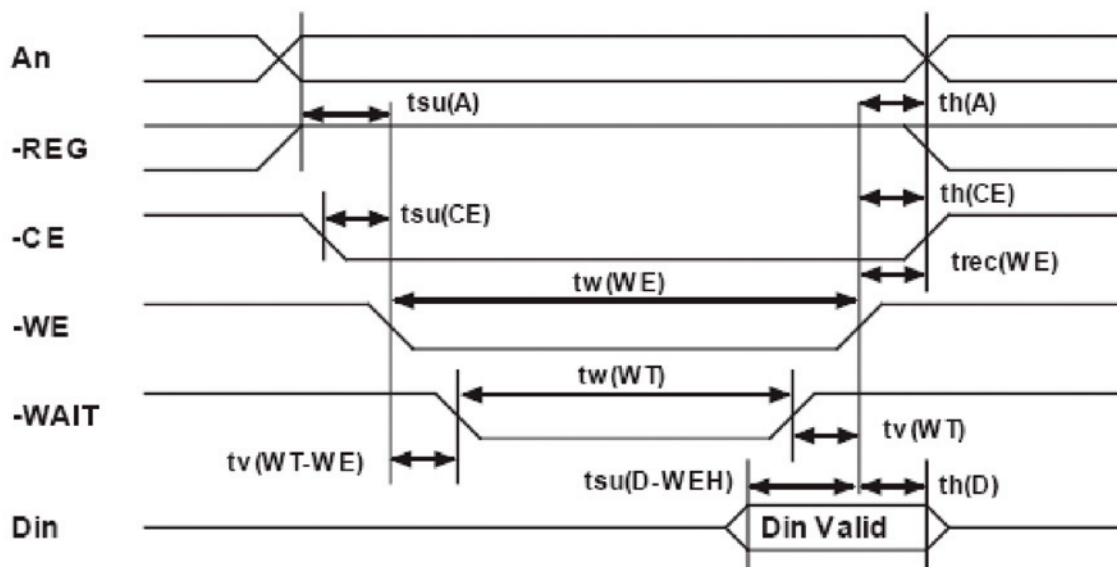 An
tsu(A)
th(A)
-REG
tsu(CE)
th(CE)
-CE
trec(WE)
tw(WE)
-WE
tw(WT)
-WAIT
tv(WT)
tv(WT-WE)
tsu(D-WEH)
th(D)
Din
Din Valid